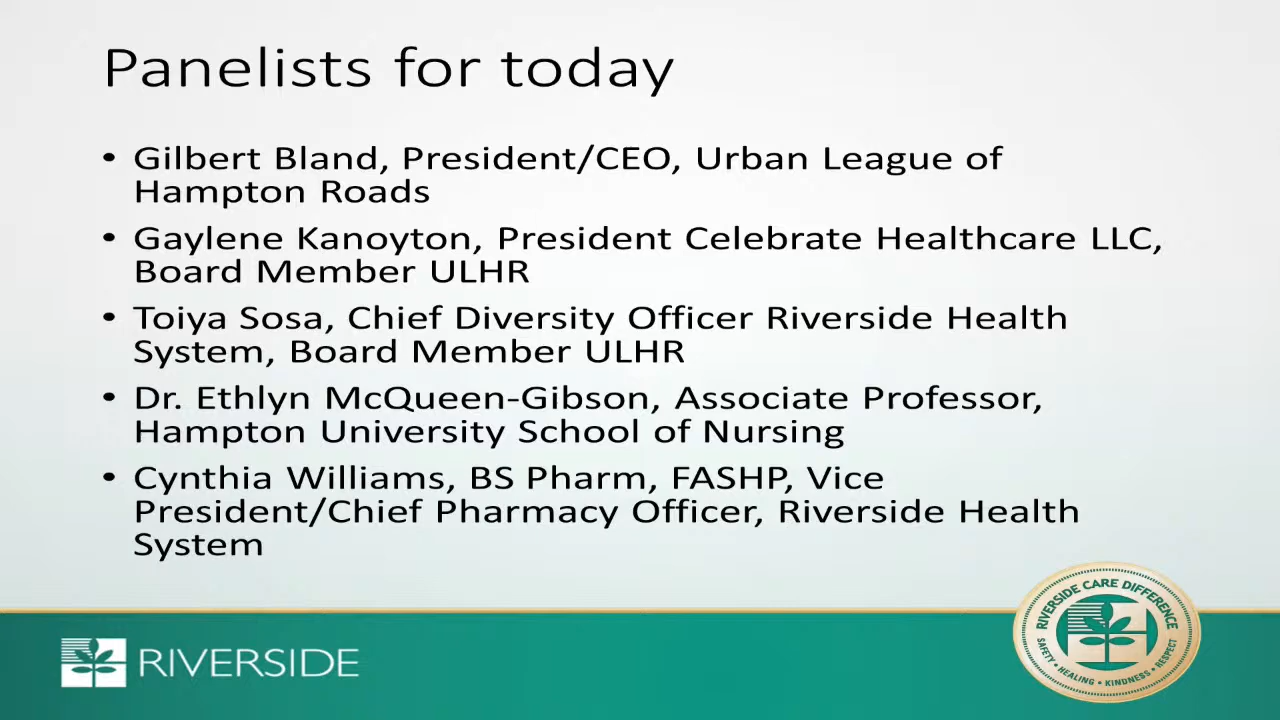 Panelists for today
• Gilbert Bland, President/CEO, Urban League of
Hampton Roads
• Gaylene Kanoyton, President Celebrate Healthcare LLC,
Board Member ULHR
• Toiya Sosa, Chief Diversity Officer Riverside Health
System, Board Member ULHR
• Dr. Ethlyn McQueen-Gibson, Associate Professor,
Hampton University School of Nursing
• Cynthia Williams, BS Pharm, FASHP, Vice
President/Chief Pharmacy Officer, Riverside Health
System
RIVERSIDE
RIVERSIDE CARE DIFFERENCE
SAFETY • HEALING • KINDNESS • RESPECT